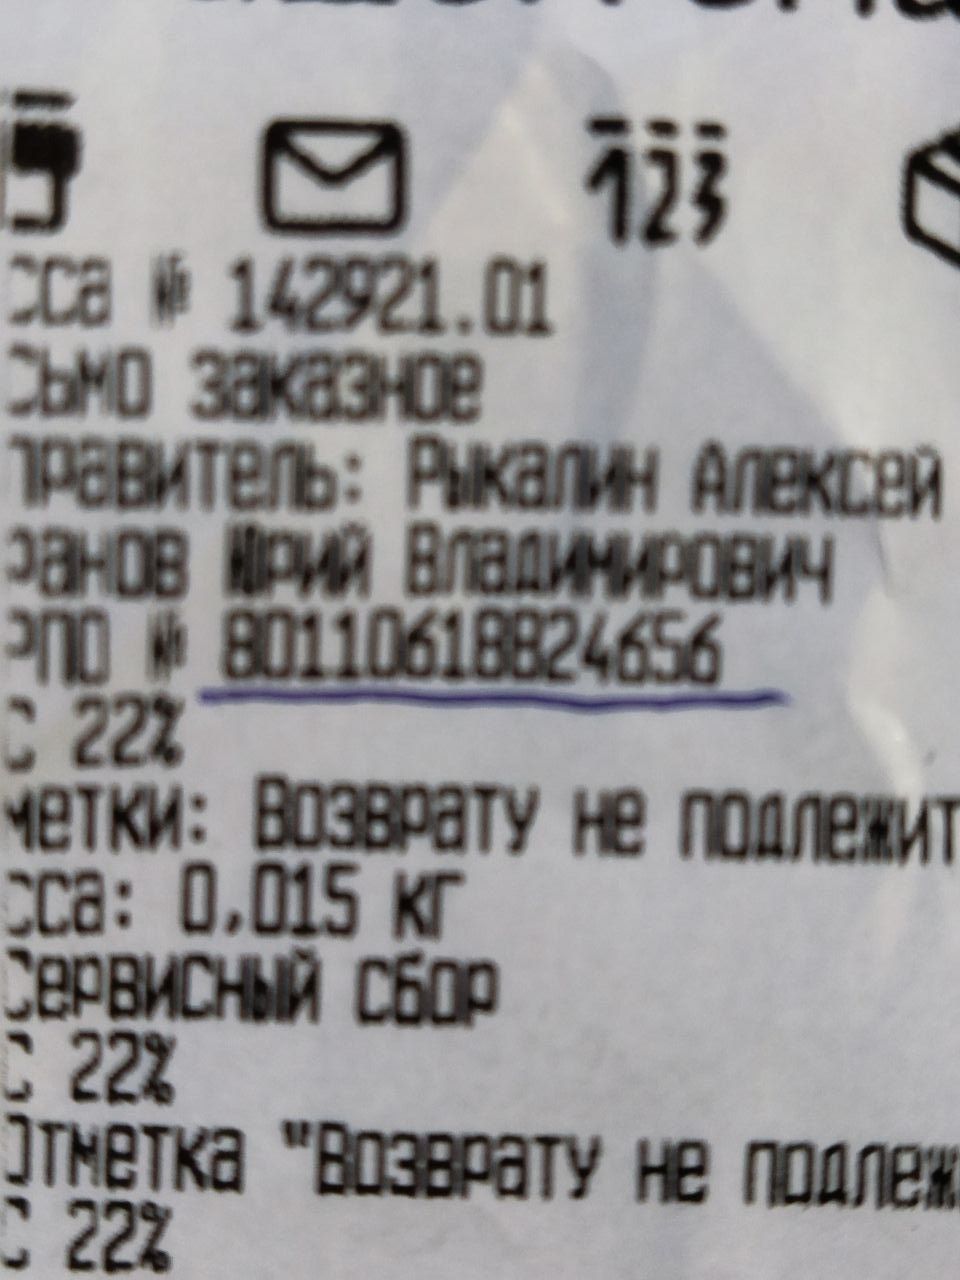 123
сса № 142921.01
сьмо заказное
правитель: Рыкалин Алексей
ранов Юрий Владимирович
РПО № 80110618824656
С 22%
метки: Возврату не подлежит
сса: 0,015 кг
Сервисный сбор
С 22%
Отметка "Возврату не подлеж
С 22%